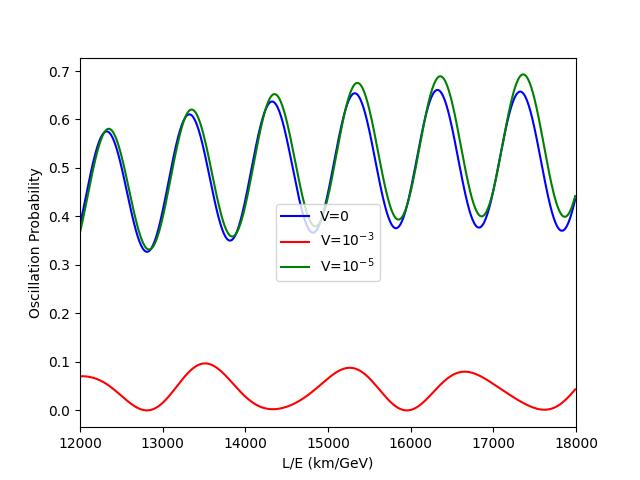 0.7
0.6
0.5
0.4
0.3
0.2
0.1
0.0
Oscillation Probability
V=0
V=10⁻³
V=10⁻⁵
12000 13000 14000 15000 16000 17000 18000
L/E (km/GeV)